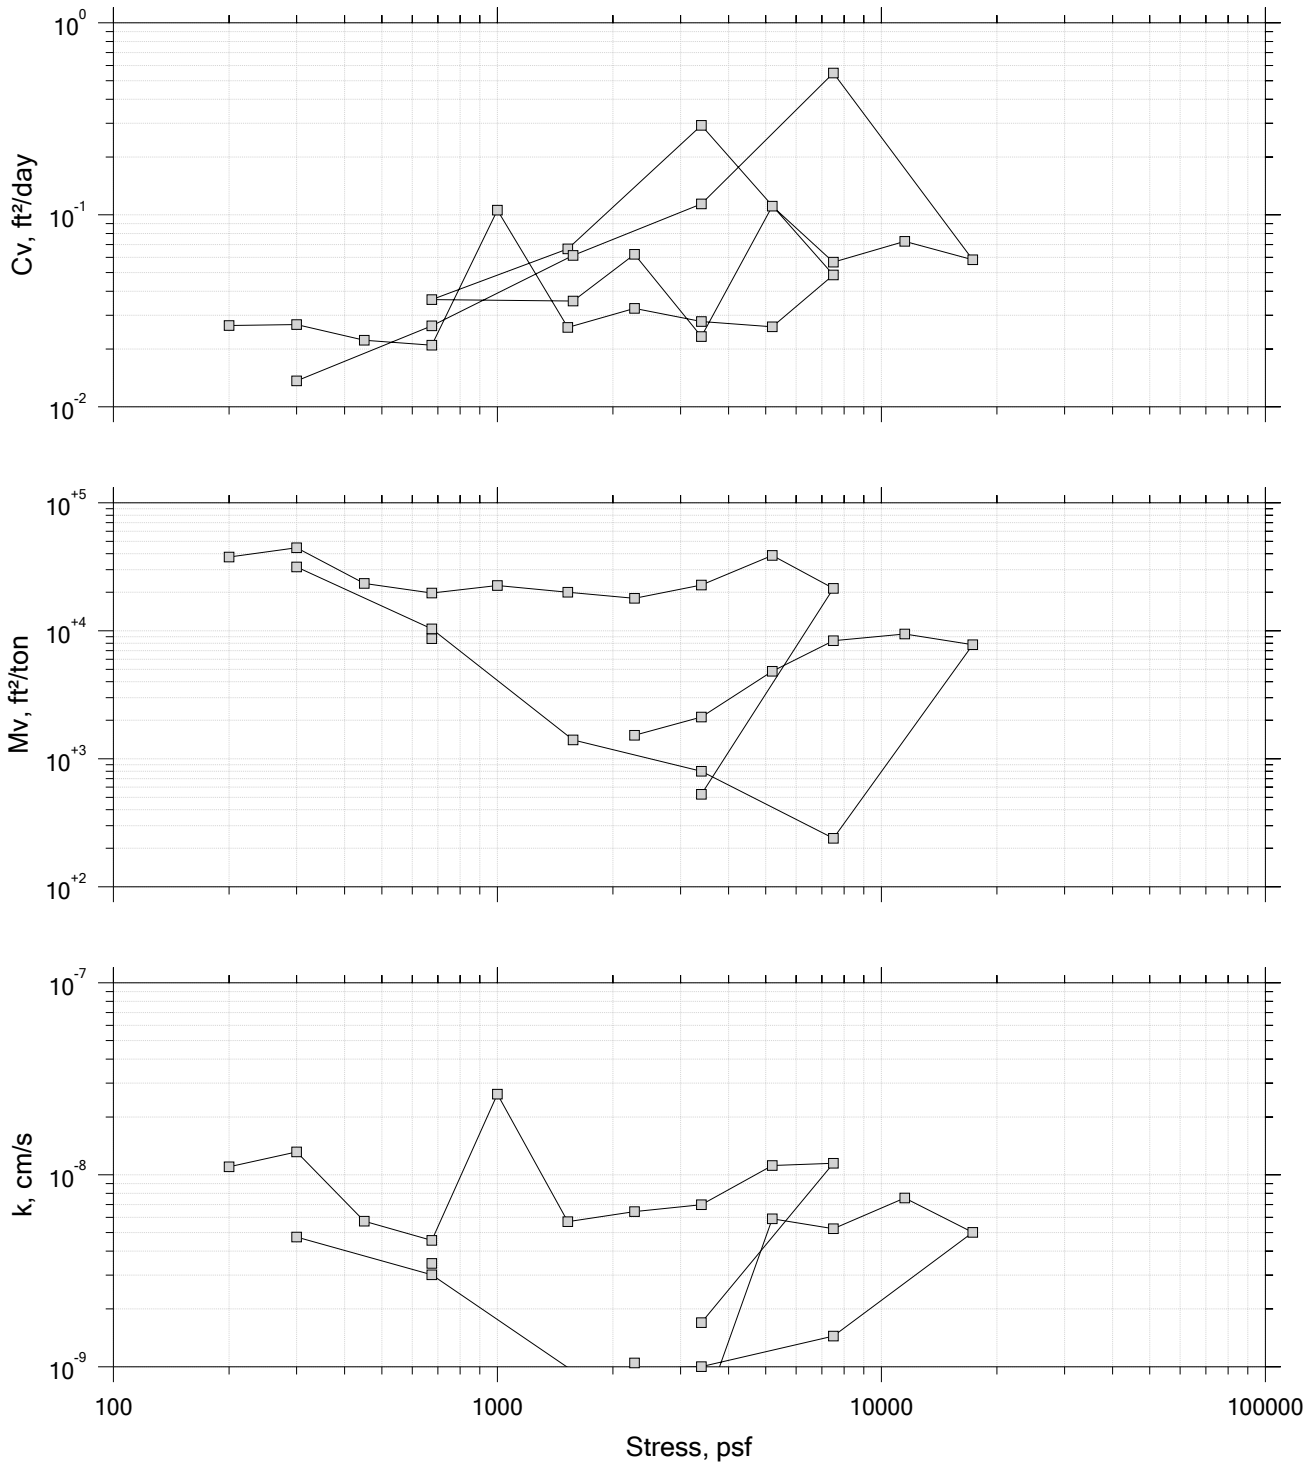 10⁰
10⁻¹
10⁻²
Cv, ft²/day
10⁺⁵
10⁺⁴
10⁺³
10⁺²
Mv, ft²/ton
10⁻⁷
10⁻⁸
10⁻⁹
k, cm/s
100 1000 10000 100000
Stress, psf